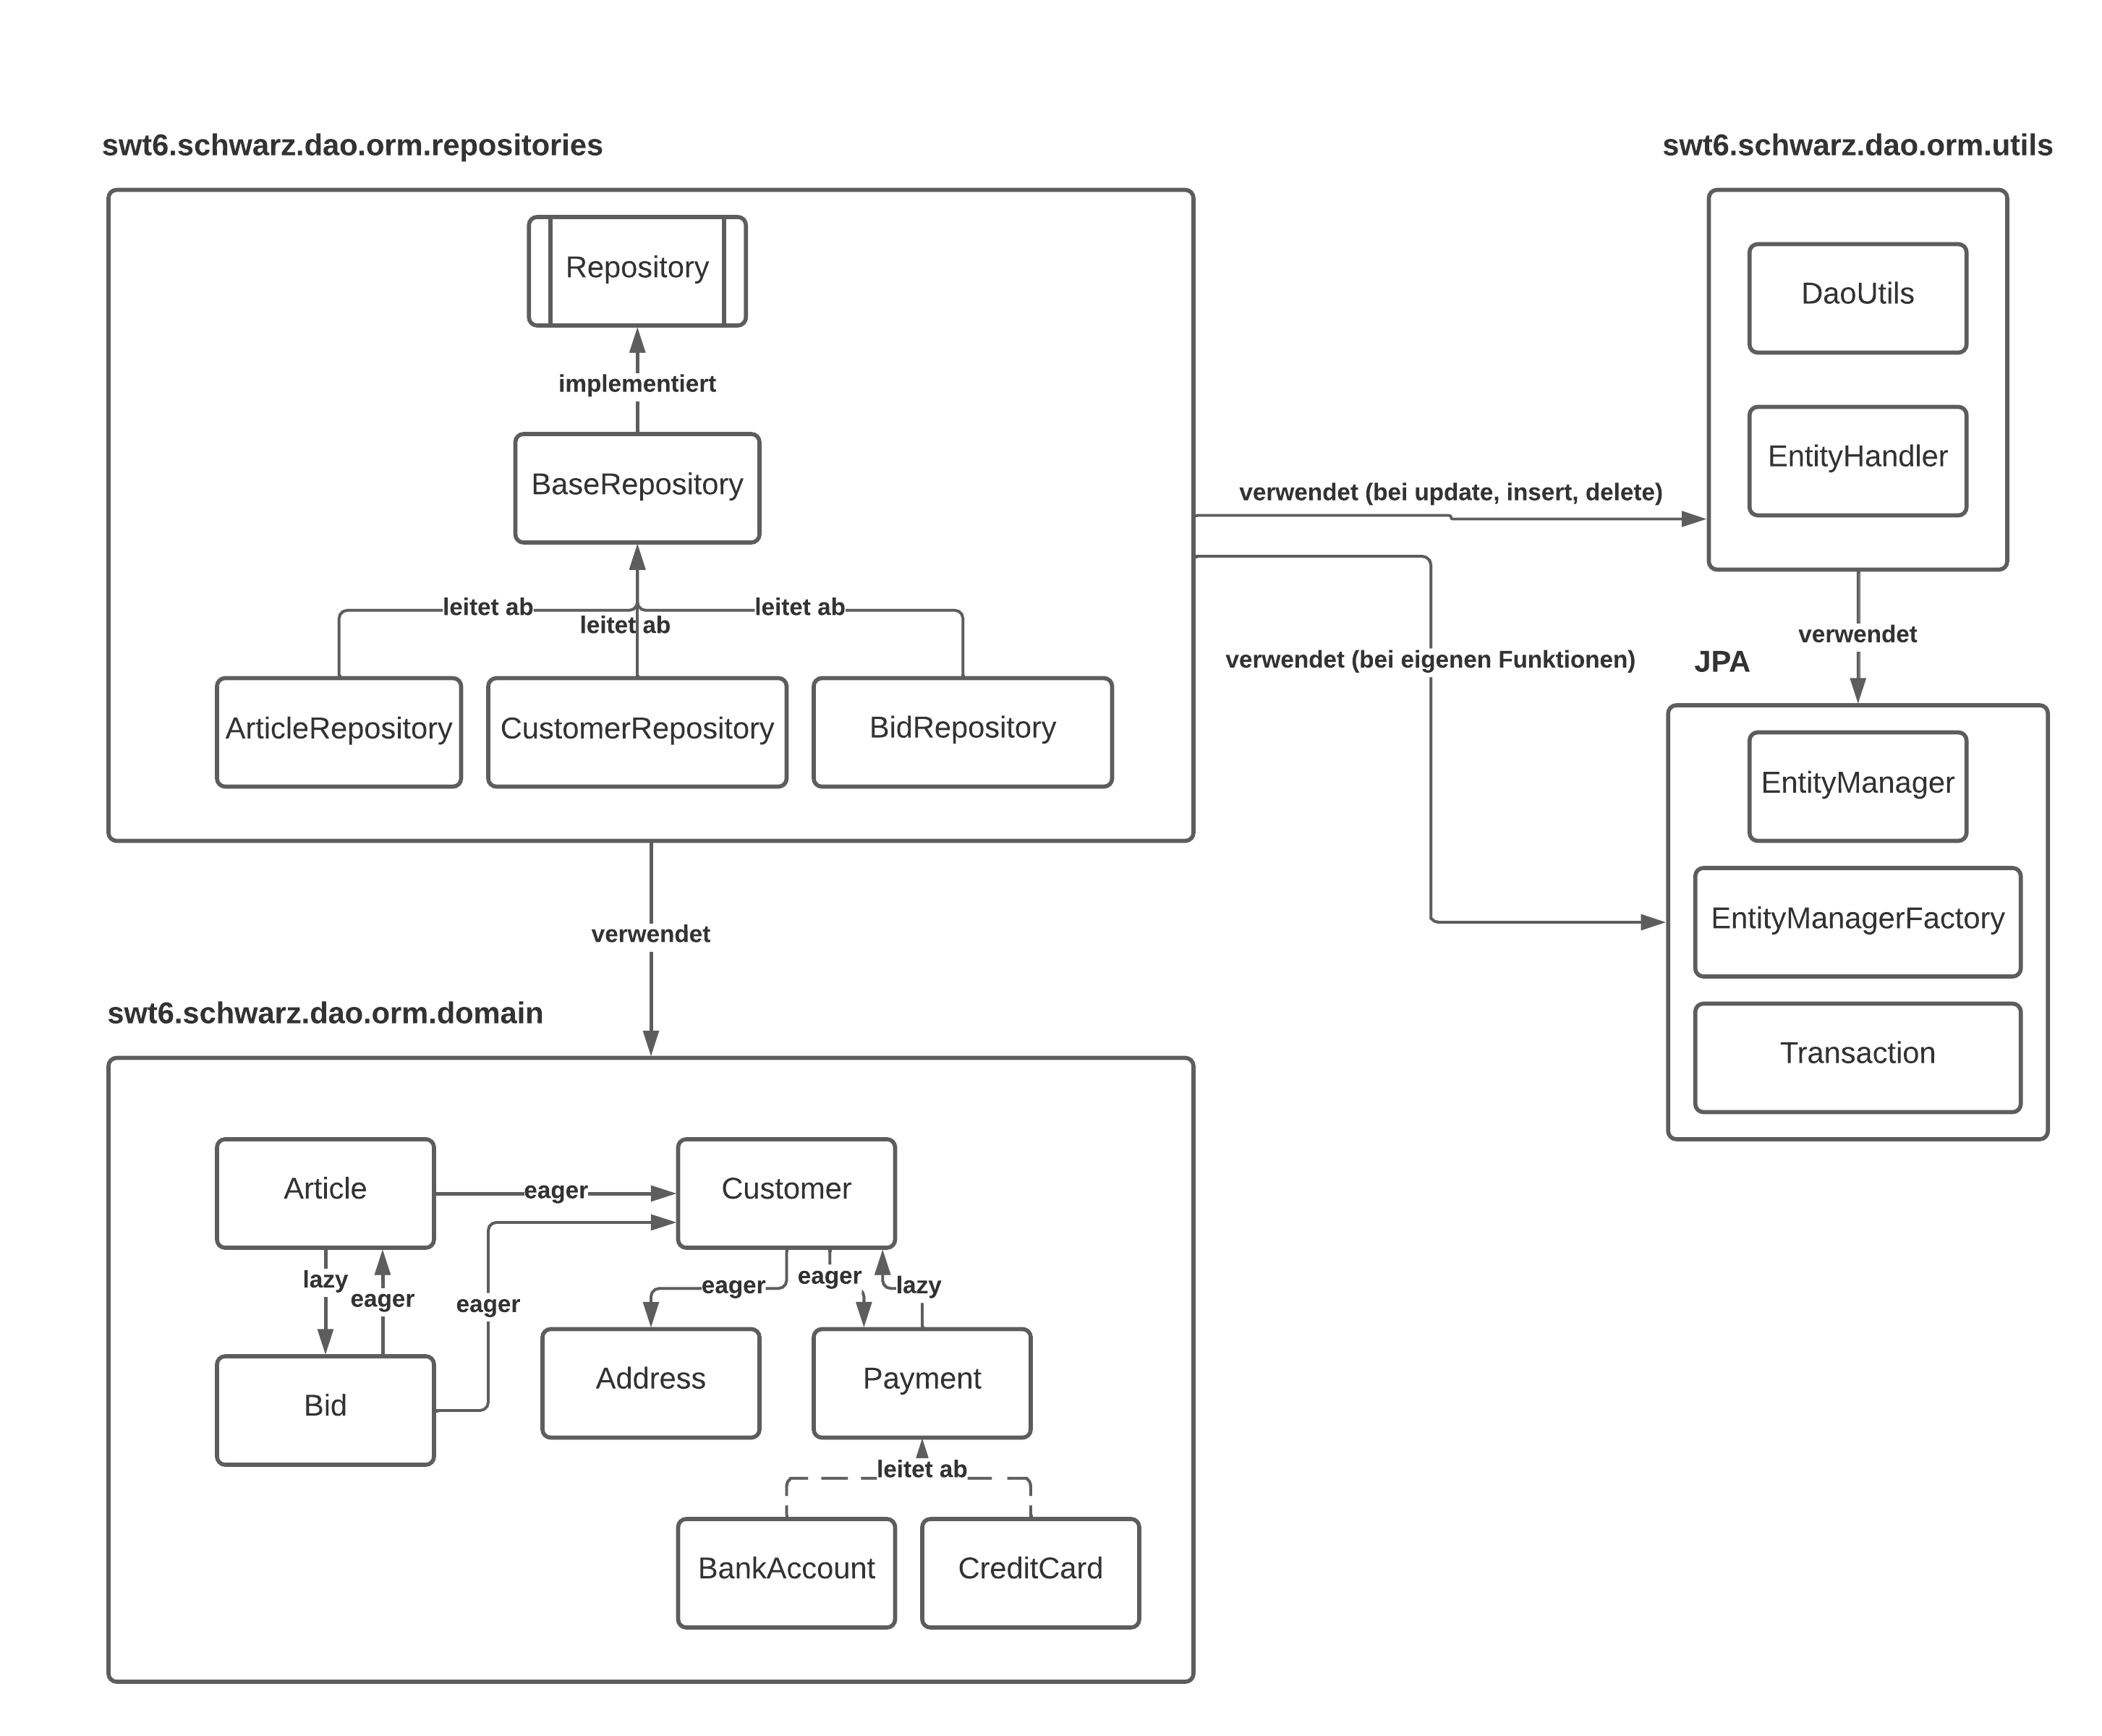 swt6.schwarz.dao.orm.repositories
swt6.schwarz.dao.orm.utils
Repository
implementiert
BaseRepository
leitet ab
leitet ab
leitet ab
ArticleRepository
CustomerRepository
BidRepository
DaoUtils
EntityHandler
verwendet (bei update, insert, delete)
verwendet (bei eigenen Funktionen)
verwendet
JPA
EntityManager
EntityManagerFactory
Transaction
verwendet
swt6.schwarz.dao.orm.domain
Article
eager
Customer
lazy
eager
eager
eager
eager
lazy
Bid
Address
Payment
leitet ab
BankAccount
CreditCard